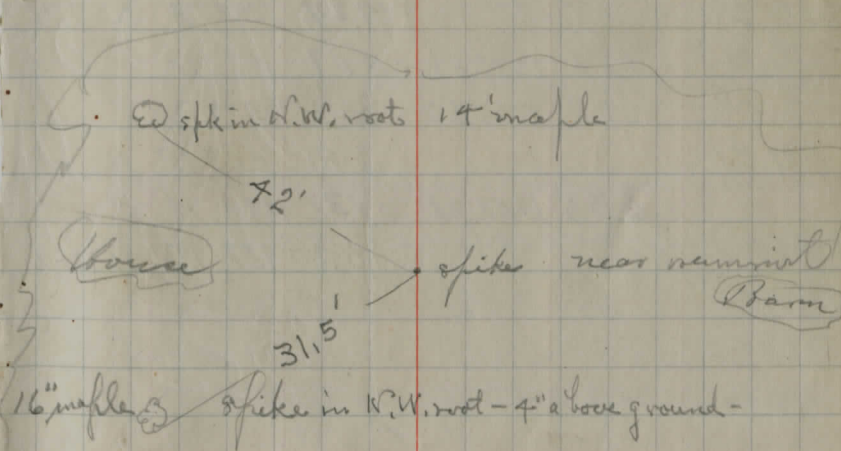 spk in N.W. root 14" maple
42'
House spike near summit
Barn
31.5'
16" maple spike in N.W. root - 4" above ground -